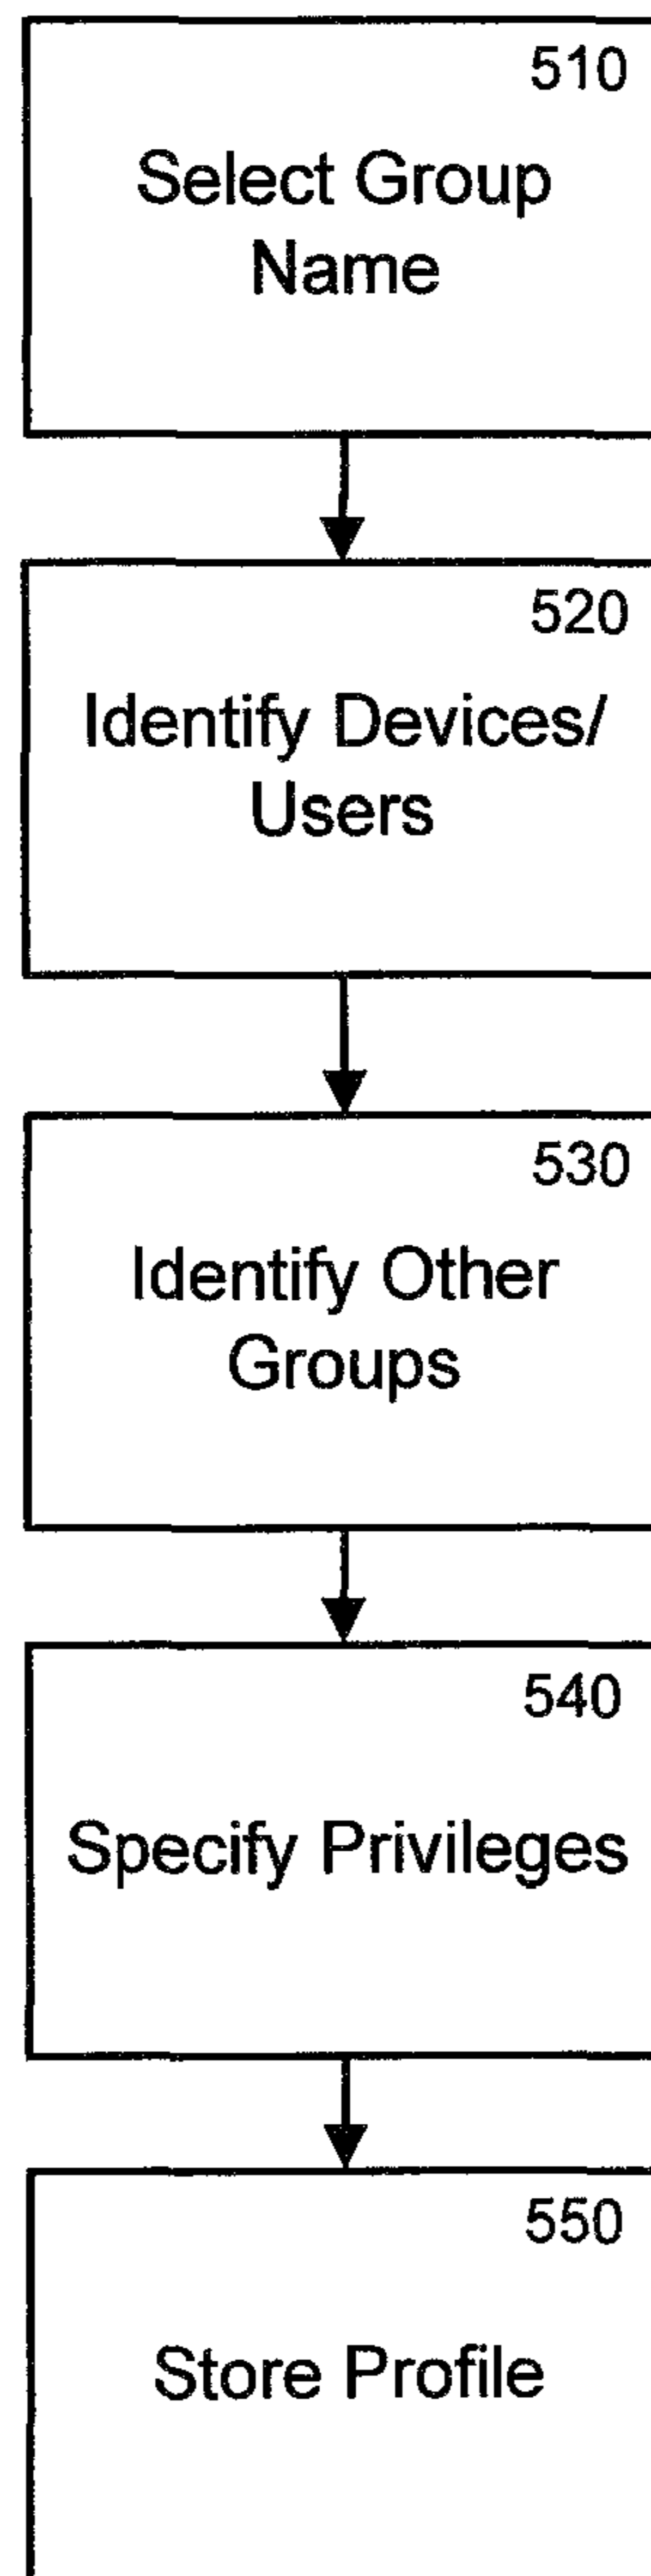 510
Select Group
Name
520
Identify Devices/
Users
530
Identify Other
Groups
540
Specify Privileges
550
Store Profile